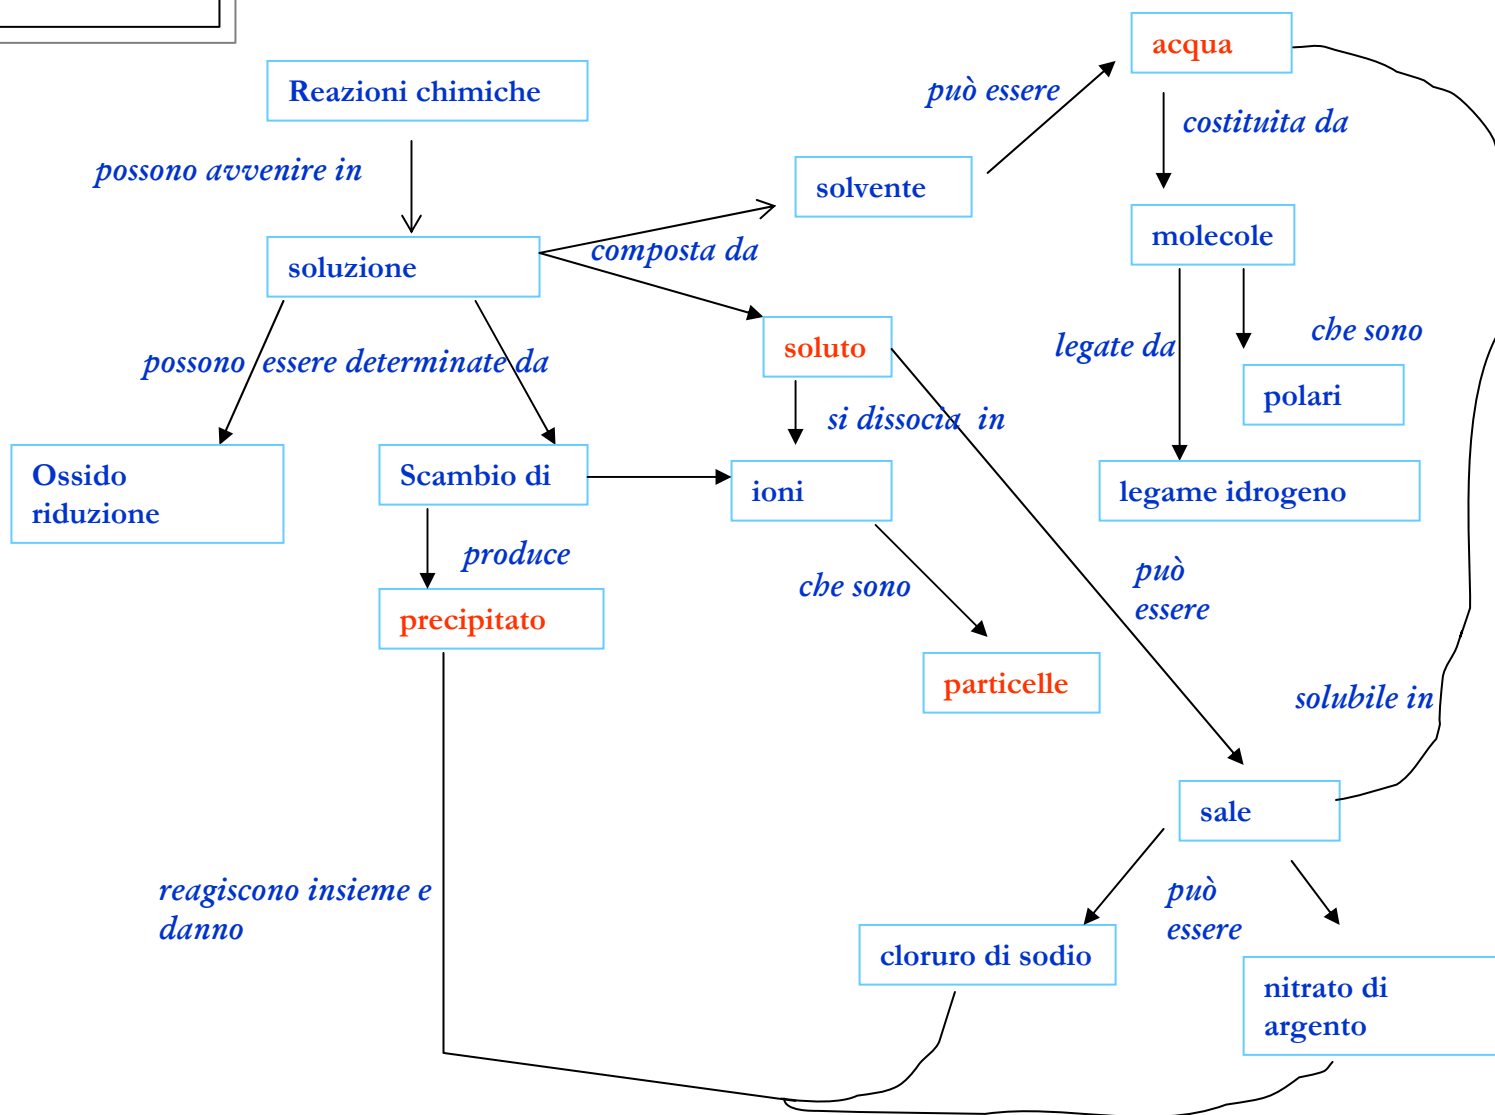 acqua
Reazioni chimiche
può essere
costituita da
possono avvenire in
solvente
molecole
soluzione
composta da
soluto
legate da
che sono
possono essere determinate da
polari
si dissocia in
Ossido
riduzione
Scambio di
ioni
legame idrogeno
produce
che sono
può
essere
precipitato
particelle
solubile in
sale
reagiscono insieme e
danno
può
essere
cloruro di sodio
nitrato di
argento